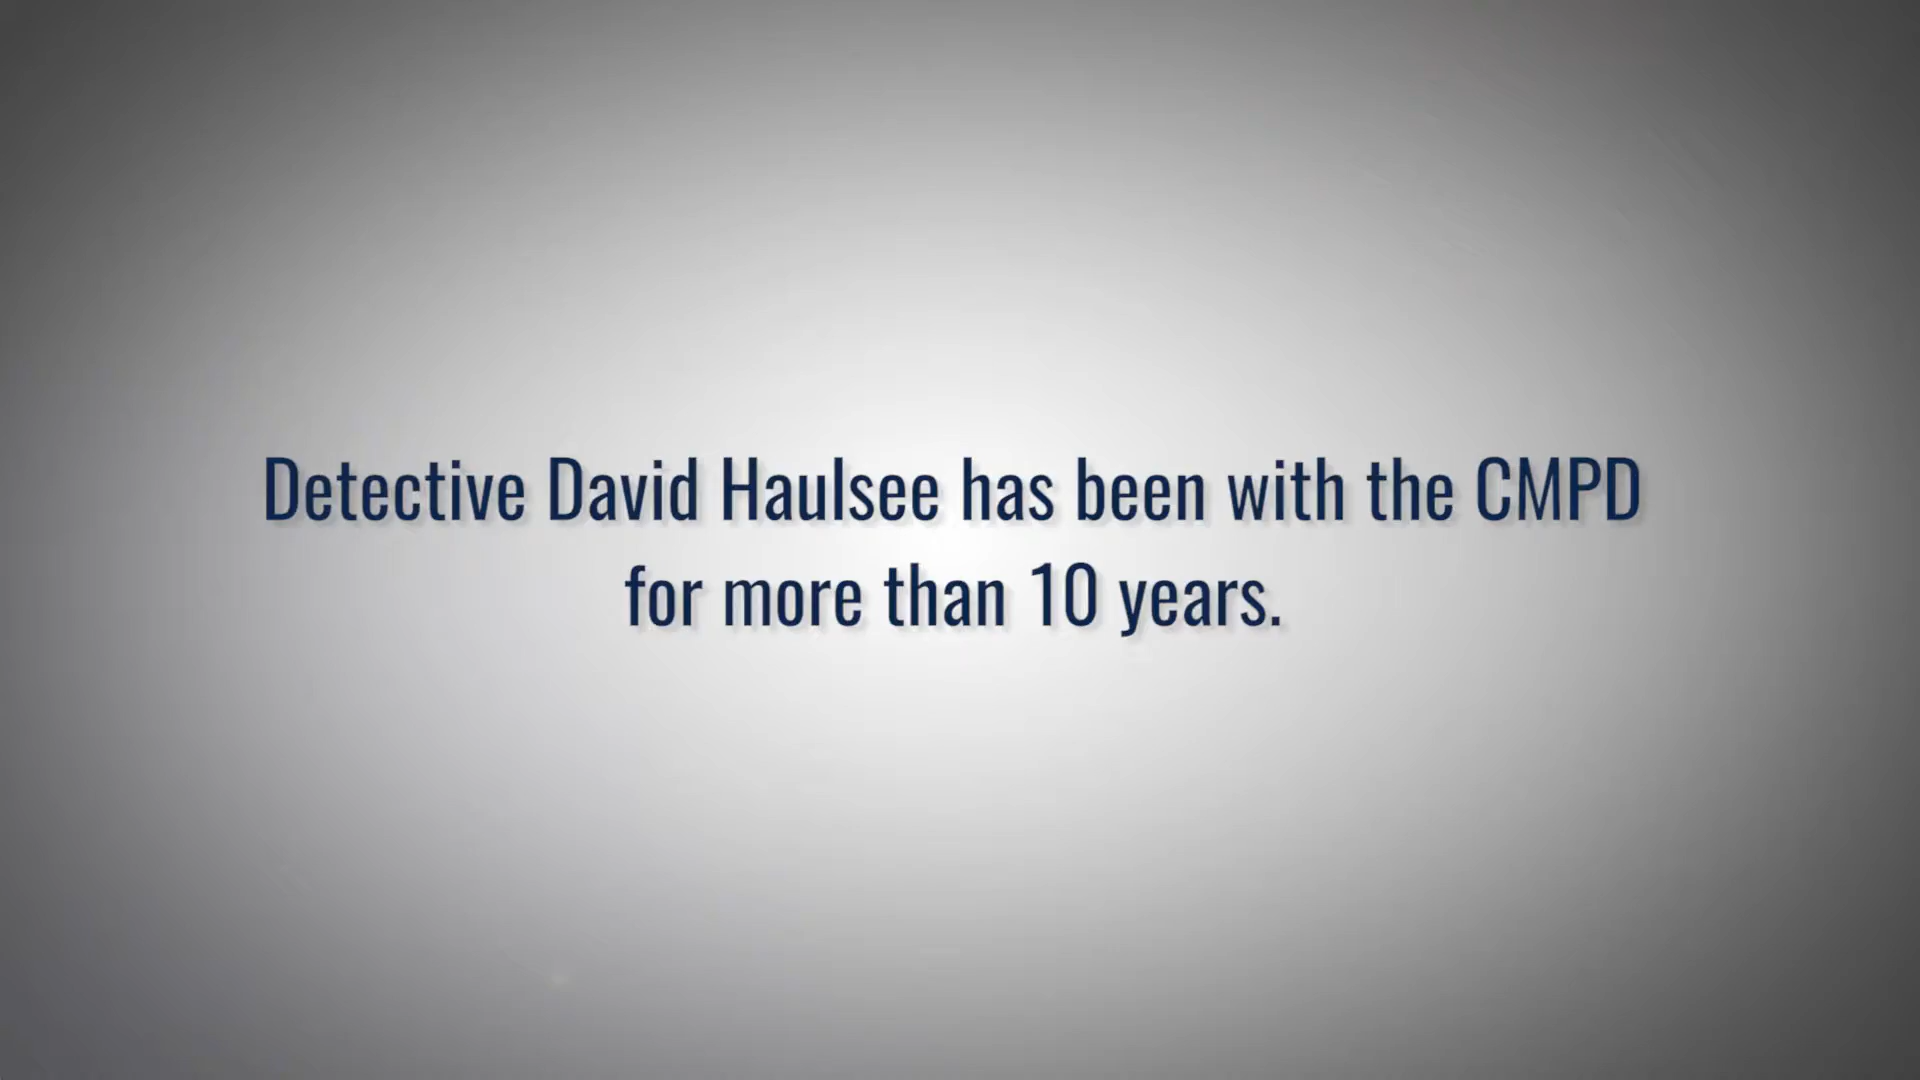 Detective David Haulsee has been with the CMPD
for more than 10 years.